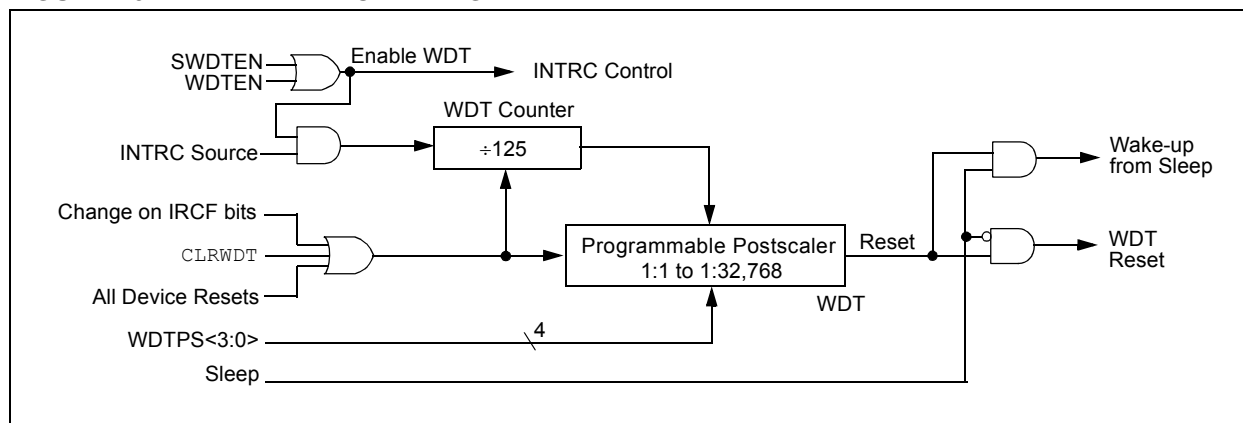 SWDTEN
WDTEN
Enable WDT
INTRC Control
WDT Counter
INTRC Source
÷125
Wake-up
from Sleep
Change on IRCF bits
CLRWDT
All Device Resets
Programmable Postscaler
1:1 to 1:32,768
Reset
WDT
WDT
Reset
WDTPS<3:0>
4
Sleep